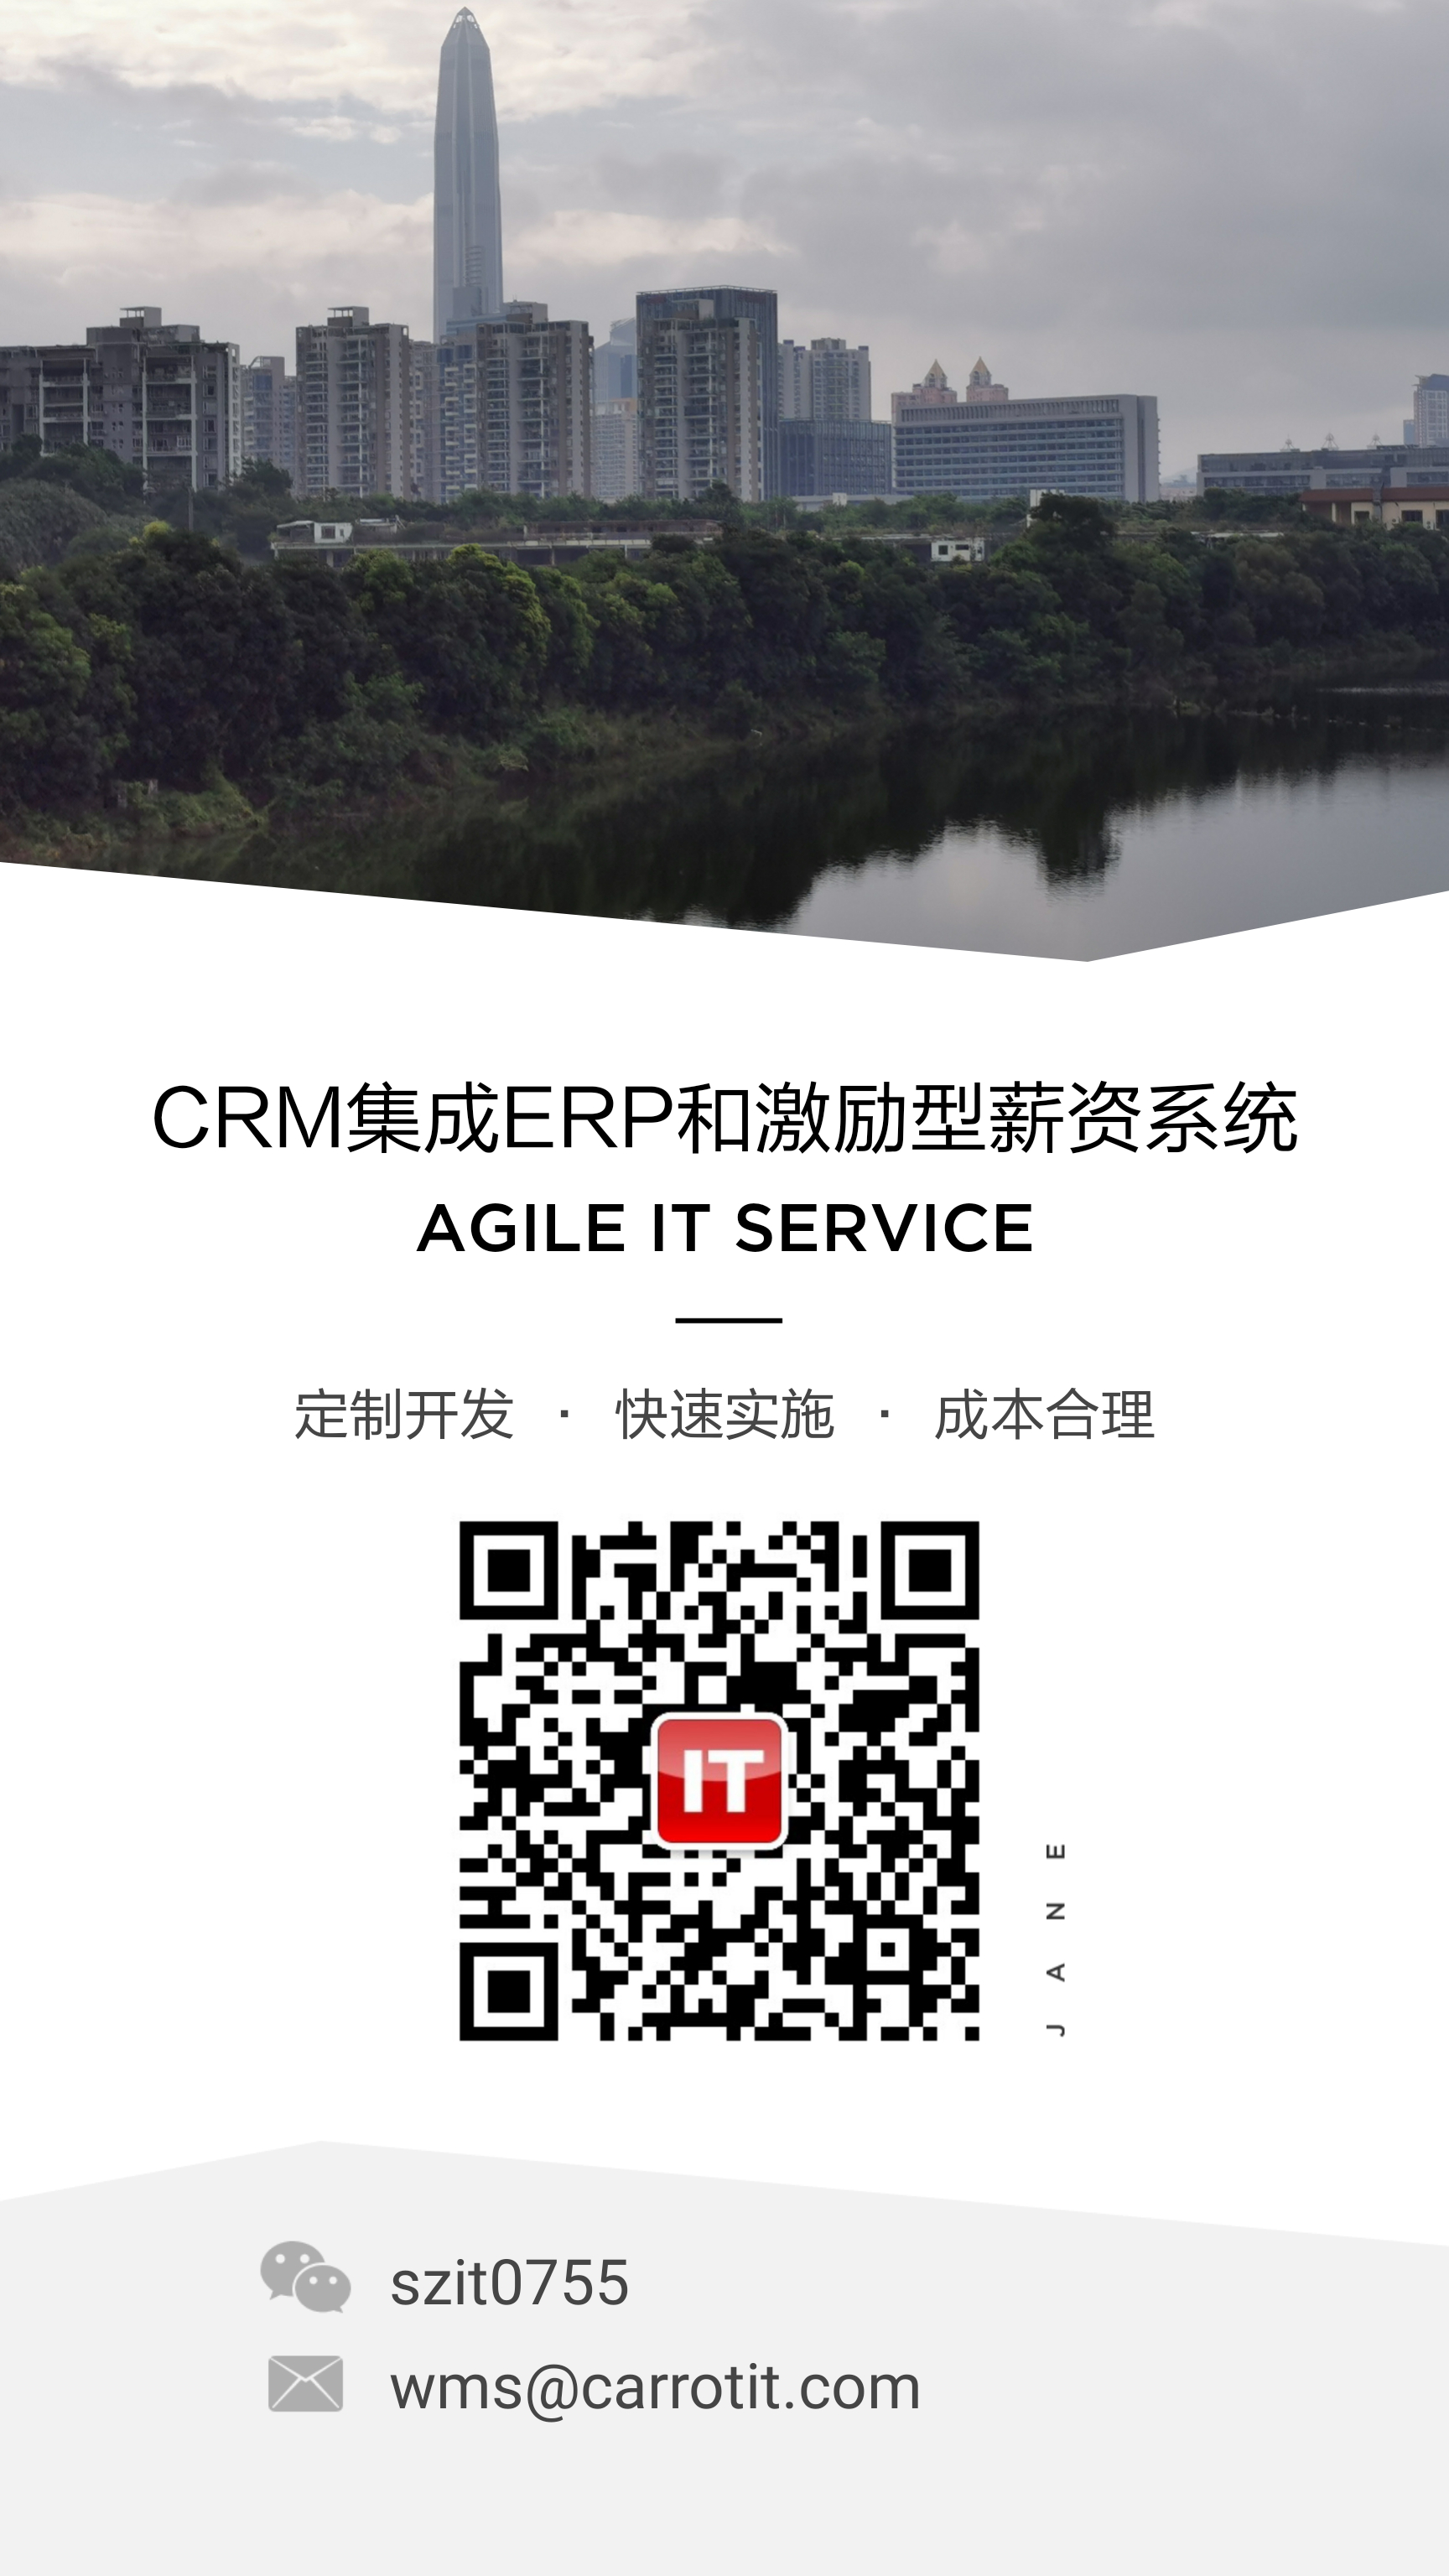 CRM集成ERP和激励型薪资系统
AGILE IT SERVICE
定制开发 · 快速实施 · 成本合理
IT
JANE
szit0755
wms@carrotit.com